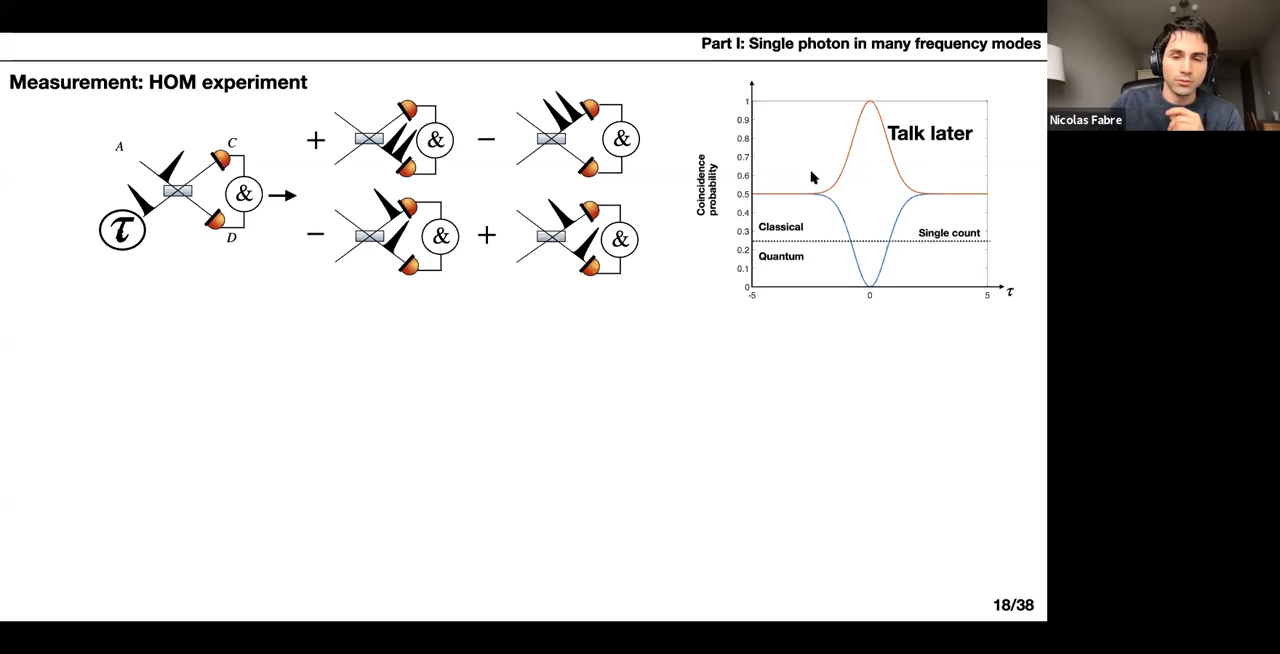 Part I: Single photon in many frequency modes
Measurement: HOM experiment
A
C
D
τ
&
+
&
−
&
−
&
+
&
Talk later
Coincidence
probability
1
0.9
0.8
0.7
0.6
0.5
0.4
0.3
0.2
0.1
0
Classical
Single count
Quantum
-5
0
5
τ
18/38
Nicolas Fabre